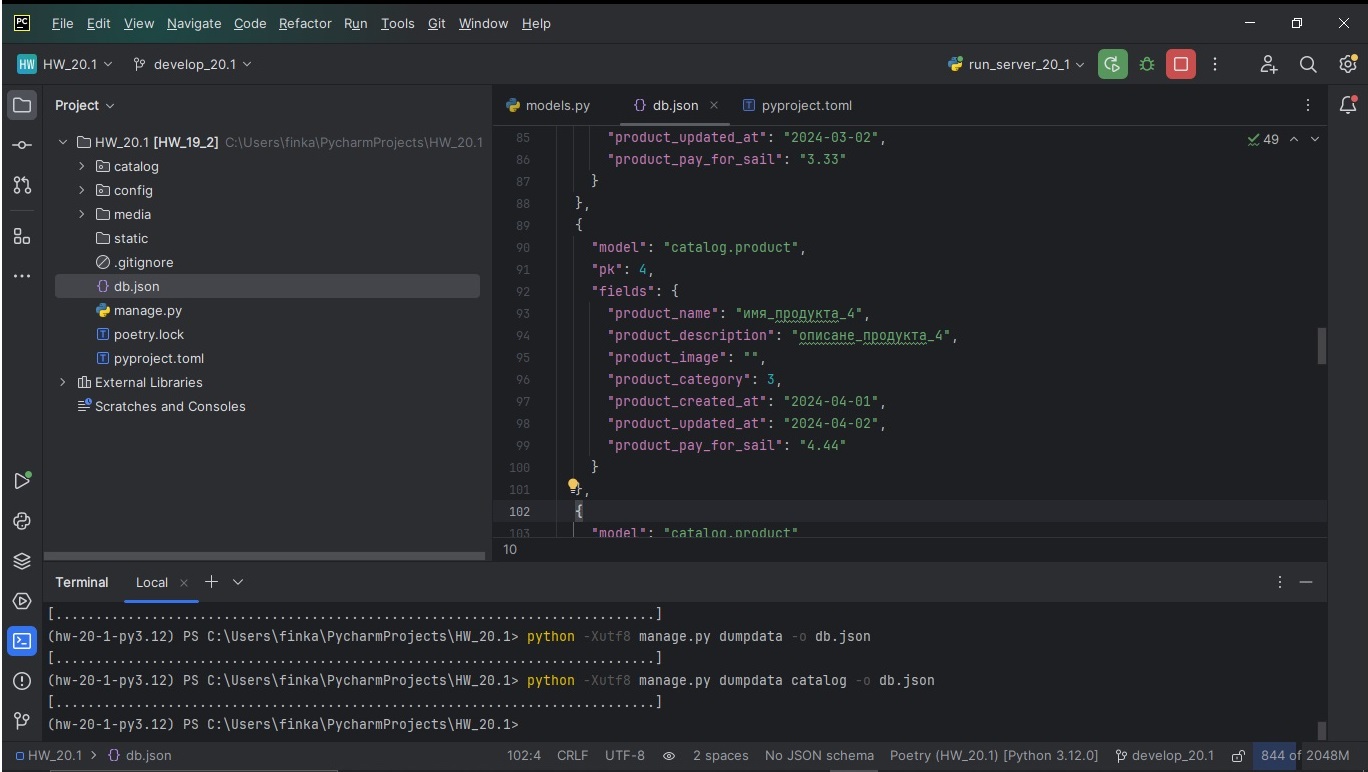 PC File Edit View Navigate Code Refactor Run Tools Git Window Help
HW HW_20.1 develop_20.1 run_server_20_1
Project
models.py db.json pyproject.toml
HW_20.1 [HW_19_2] C:\Users\finka\PycharmProjects\HW_20.1
catalog
config
media
static
.gitignore
db.json
manage.py
poetry.lock
pyproject.toml
External Libraries
Scratches and Consoles
49
85 "product_updated_at": "2024-03-02",
86 "product_pay_for_sail": "3.33"
87 }
88 },
89 {
90 "model": "catalog.product",
91 "pk": 4,
92 "fields": {
93 "product_name": "имя_продукта_4",
94 "product_description": "описане_продукта_4",
95 "product_image": "",
96 "product_category": 3,
97 "product_created_at": "2024-04-01",
98 "product_updated_at": "2024-04-02",
99 "product_pay_for_sail": "4.44"
100 }
101 },
102 {
103 "model": "catalog.product"
10
Terminal Local
[...........................................................................]
(hw-20-1-py3.12) PS C:\Users\finka\PycharmProjects\HW_20.1> python -Xutf8 manage.py dumpdata -o db.json
[...........................................................................]
(hw-20-1-py3.12) PS C:\Users\finka\PycharmProjects\HW_20.1> python -Xutf8 manage.py dumpdata catalog -o db.json
[...........................................................................]
(hw-20-1-py3.12) PS C:\Users\finka\PycharmProjects\HW_20.1>
HW_20.1 > db.json 102:4 CRLF UTF-8 2 spaces No JSON schema Poetry (HW_20.1) [Python 3.12.0] develop_20.1 844 of 2048M